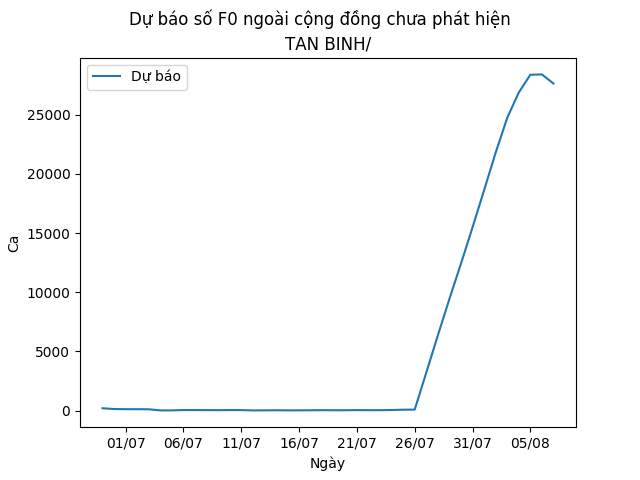 Dự báo số F0 ngoài cộng đồng chưa phát hiện
TAN BINH/
Dự báo
Ca
25000
20000
15000
10000
5000
0
01/07 06/07 11/07 16/07 21/07 26/07 31/07 05/08
Ngày